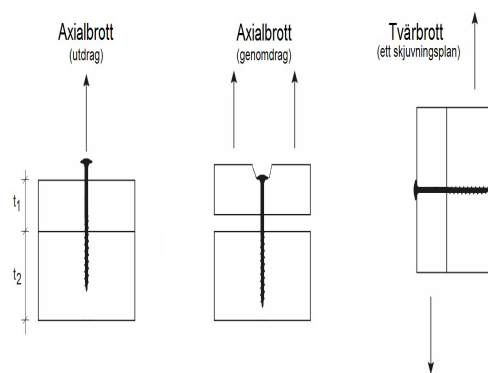 Axialbrott
(utdrag)
Axialbrott
(genomdrag)
Tvärbrott
(ett skjuvningsplan)
t1
t2